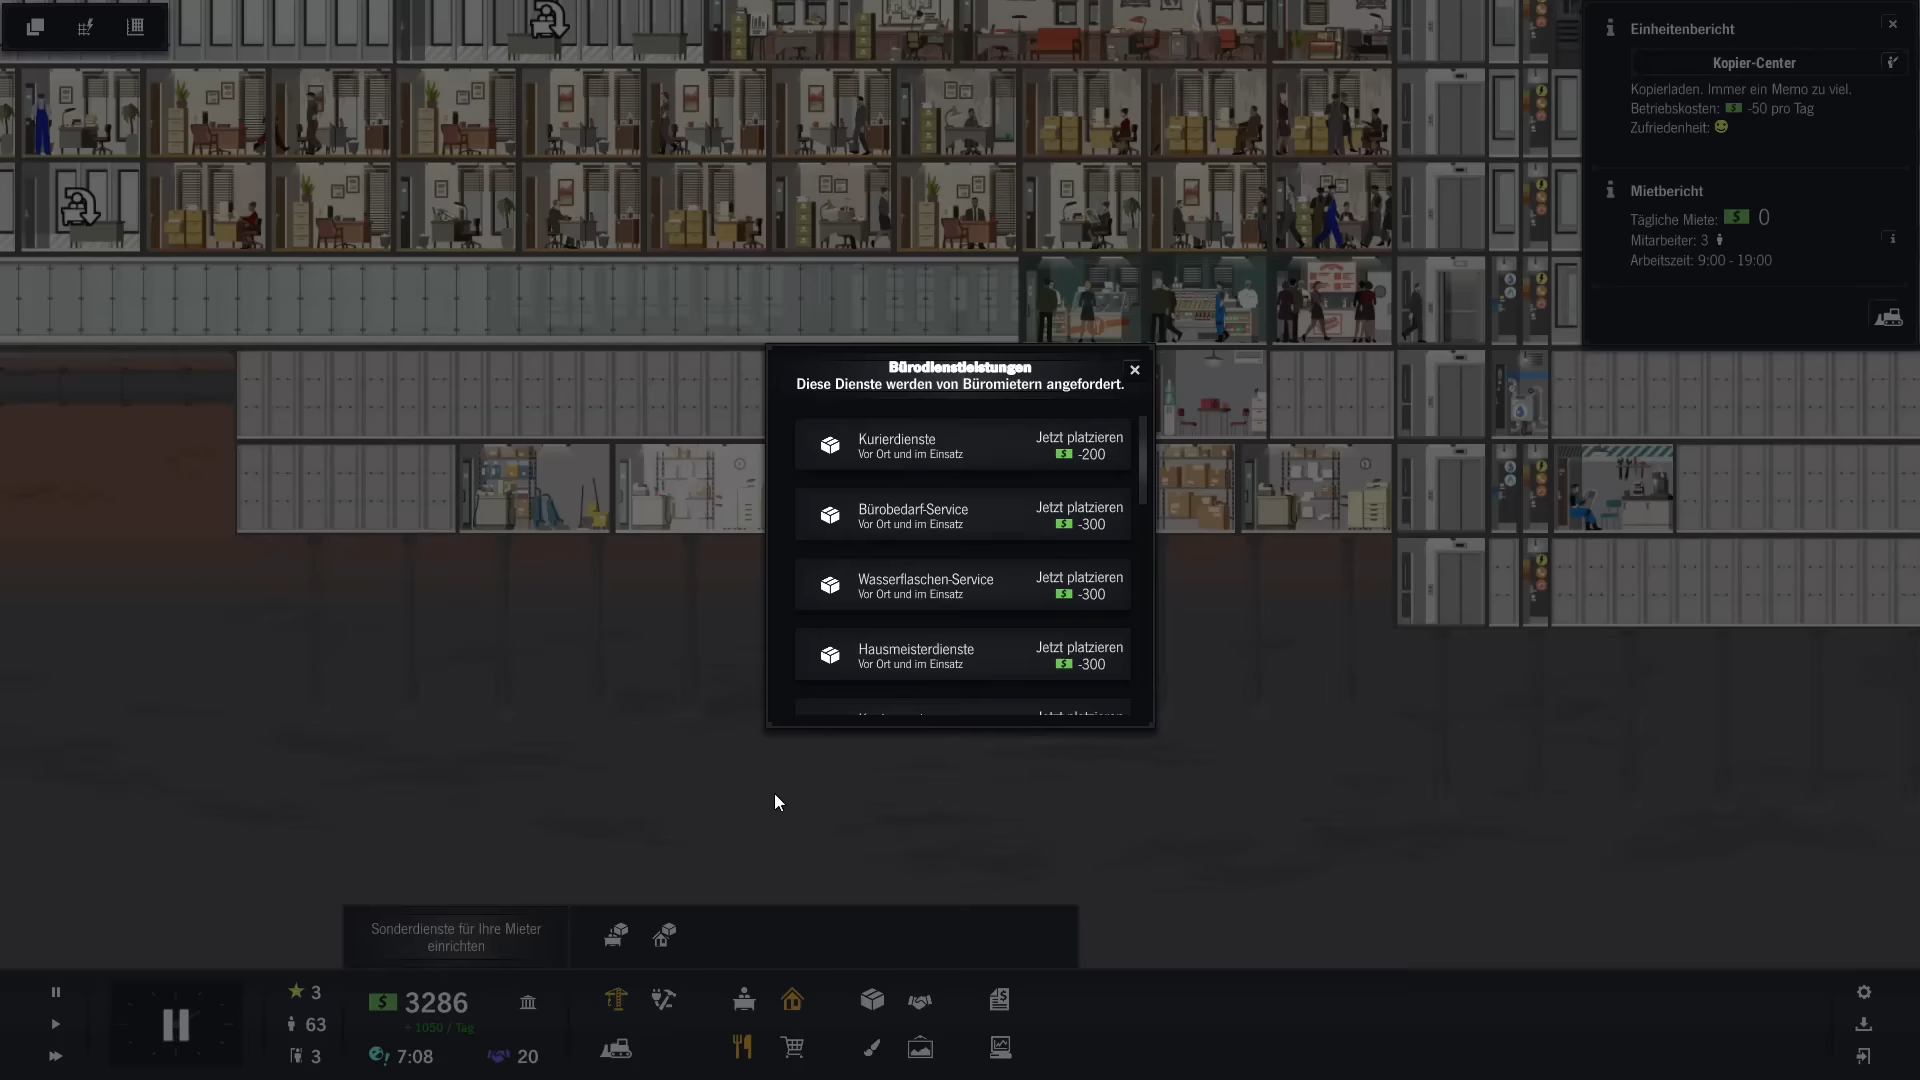 Einheitenbericht
Kopier-Center
Kopierladen. Immer ein Memo zu viel.
Betriebskosten: $ -50 pro Tag
Zufriedenheit:
Mietbericht
Tägliche Miete: $ 0
Mitarbeiter: 3
Arbeitszeit: 9:00 - 19:00
Bürodienstleistungen
Diese Dienste werden von Büromietern angefordert.
Kurierdienste
Vor Ort und im Einsatz
Jetzt platzieren
$ -200
Bürobedarf-Service
Vor Ort und im Einsatz
Jetzt platzieren
$ -300
Wasserflaschen-Service
Vor Ort und im Einsatz
Jetzt platzieren
$ -300
Hausmeisterdienste
Vor Ort und im Einsatz
Jetzt platzieren
$ -300
Jetzt platzieren
Sonderdienste für Ihre Mieter
einrichten
3
63
3
$ 3286
+ 1050 / Tag
7:08
20